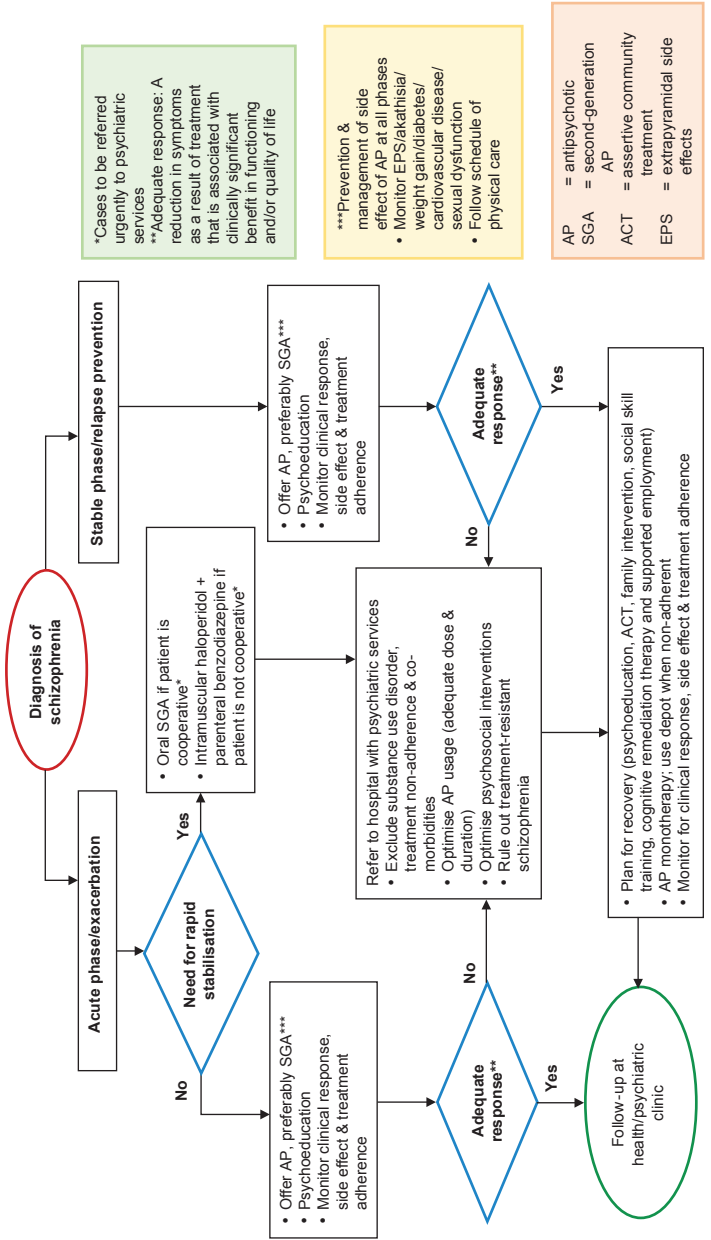 Diagnosis of
schizophrenia
Acute phase/exacerbation
Stable phase/relapse prevention
Need for rapid
stabilisation
No
Yes
• Oral SGA if patient is
cooperative*
• Intramuscular haloperidol +
parenteral benzodiazepine if
patient is not cooperative*
• Offer AP, preferably SGA***
• Psychoeducation
• Monitor clinical response,
side effect & treatment
adherence
• Offer AP, preferably SGA***
• Psychoeducation
• Monitor clinical response,
side effect & treatment
adherence
Refer to hospital with psychiatric services
• Exclude substance use disorder,
treatment non-adherence & co-
morbidities
• Optimise AP usage (adequate dose &
duration)
• Optimise psychosocial interventions
• Rule out treatment-resistant
schizophrenia
Adequate
response**
No
Yes
Adequate
response**
No
Yes
Follow-up at
health/psychiatric
clinic
• Plan for recovery (psychoeducation, ACT, family intervention, social skill
training, cognitive remediation therapy and supported employment)
• AP monotherapy; use depot when non-adherent
• Monitor for clinical response, side effect & treatment adherence
*Cases to be referred
urgently to psychiatric
services
**Adequate response: A
reduction in symptoms
as a result of treatment
that is associated with
clinically significant
benefit in functioning
and/or quality of life
***Prevention &
management of side
effect of AP at all phases
• Monitor EPS/akathisia/
weight gain/diabetes/
cardiovascular disease/
sexual dysfunction
• Follow schedule of
physical care
AP = antipsychotic
SGA = second-generation
AP
ACT = assertive community
treatment
EPS = extrapyramidal side
effects